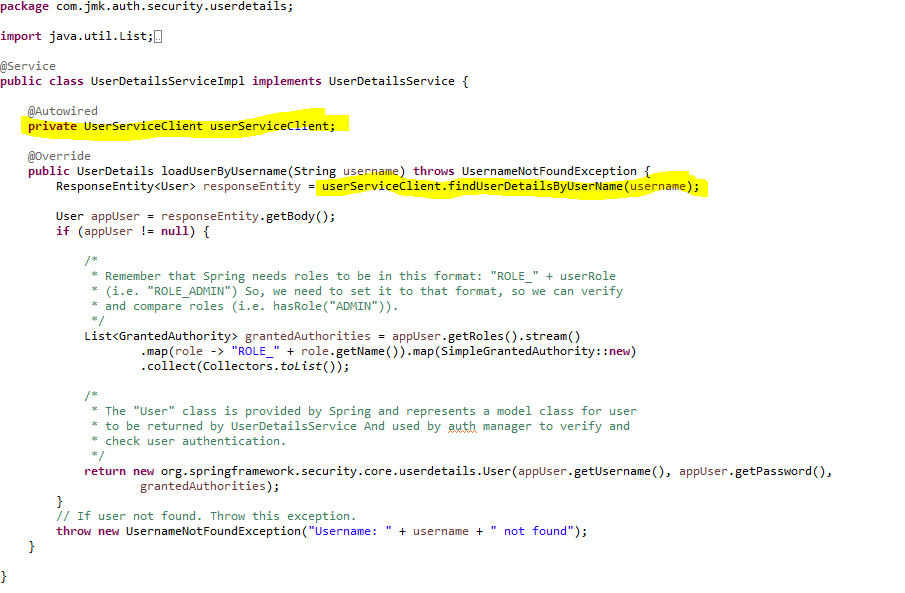 package com.jmk.auth.security.userdetails;
import java.util.List;
@Service
public class UserDetailsServiceImpl implements UserDetailsService {
@Autowired
private UserServiceClient userServiceClient;
@Override
public UserDetails loadUserByUsername(String username) throws UsernameNotFoundException {
ResponseEntity<User> responseEntity = userServiceClient.findUserDetailsByUserName(username);
User appUser = responseEntity.getBody();
if (appUser != null) {
/*
* Remember that Spring needs roles to be in this format: "ROLE_" + userRole
* (i.e. "ROLE_ADMIN") So, we need to set it to that format, so we can verify
* and compare roles (i.e. hasRole("ADMIN")).
*/
List<GrantedAuthority> grantedAuthorities = appUser.getRoles().stream()
.map(role -> "ROLE_" + role.getName()).map(SimpleGrantedAuthority::new)
.collect(Collectors.toList());
/*
* The "User" class is provided by Spring and represents a model class for user
* to be returned by UserDetailsService And used by auth manager to verify and
* check user authentication.
*/
return new org.springframework.security.core.userdetails.User(appUser.getUsername(), appUser.getPassword(),
grantedAuthorities);
}
// If user not found. Throw this exception.
throw new UsernameNotFoundException("Username: " + username + " not found");
}
}